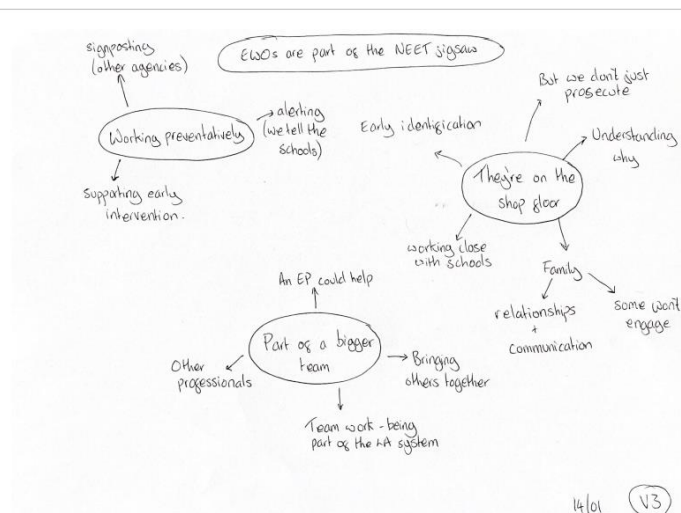 EWOs are part of the NEET jigsaw
signposting
(other agencies)
Working preventatively
alerting
(we tell the
schools)
Supporting early
intervention.
But we don't just
prosecute
Early identification
Understanding
why
They're on the
shop floor
working close
with schools
Family
relationships
+
communication
some won't
engage
An EP could help
Part of a bigger
team
Other
professionals
Bringing
others together
Team work - being
part of the LA system
14/01
V3